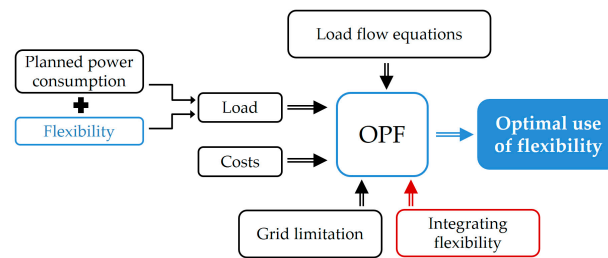 Load flow equations
Planned power
consumption
Flexibility
Load
Costs
OPF
Optimal use
of flexibility
Grid limitation
Integrating
flexibility